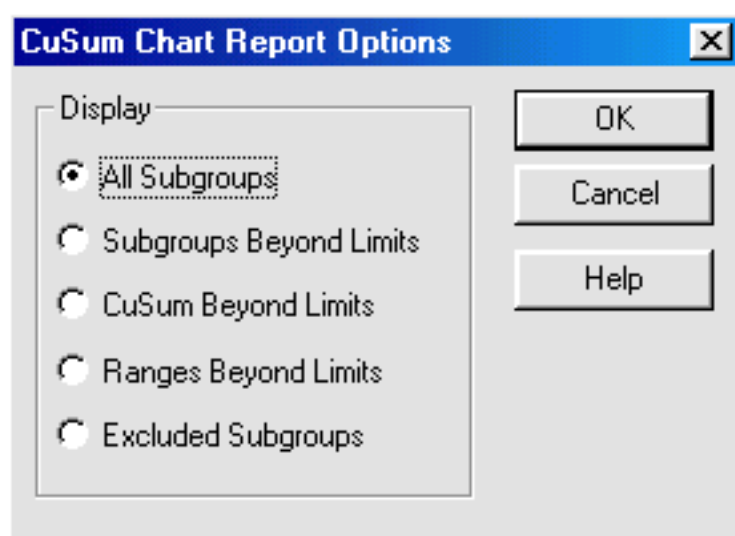 CuSum Chart Report Options
Display
All Subgroups
Subgroups Beyond Limits
CuSum Beyond Limits
Ranges Beyond Limits
Excluded Subgroups
OK
Cancel
Help